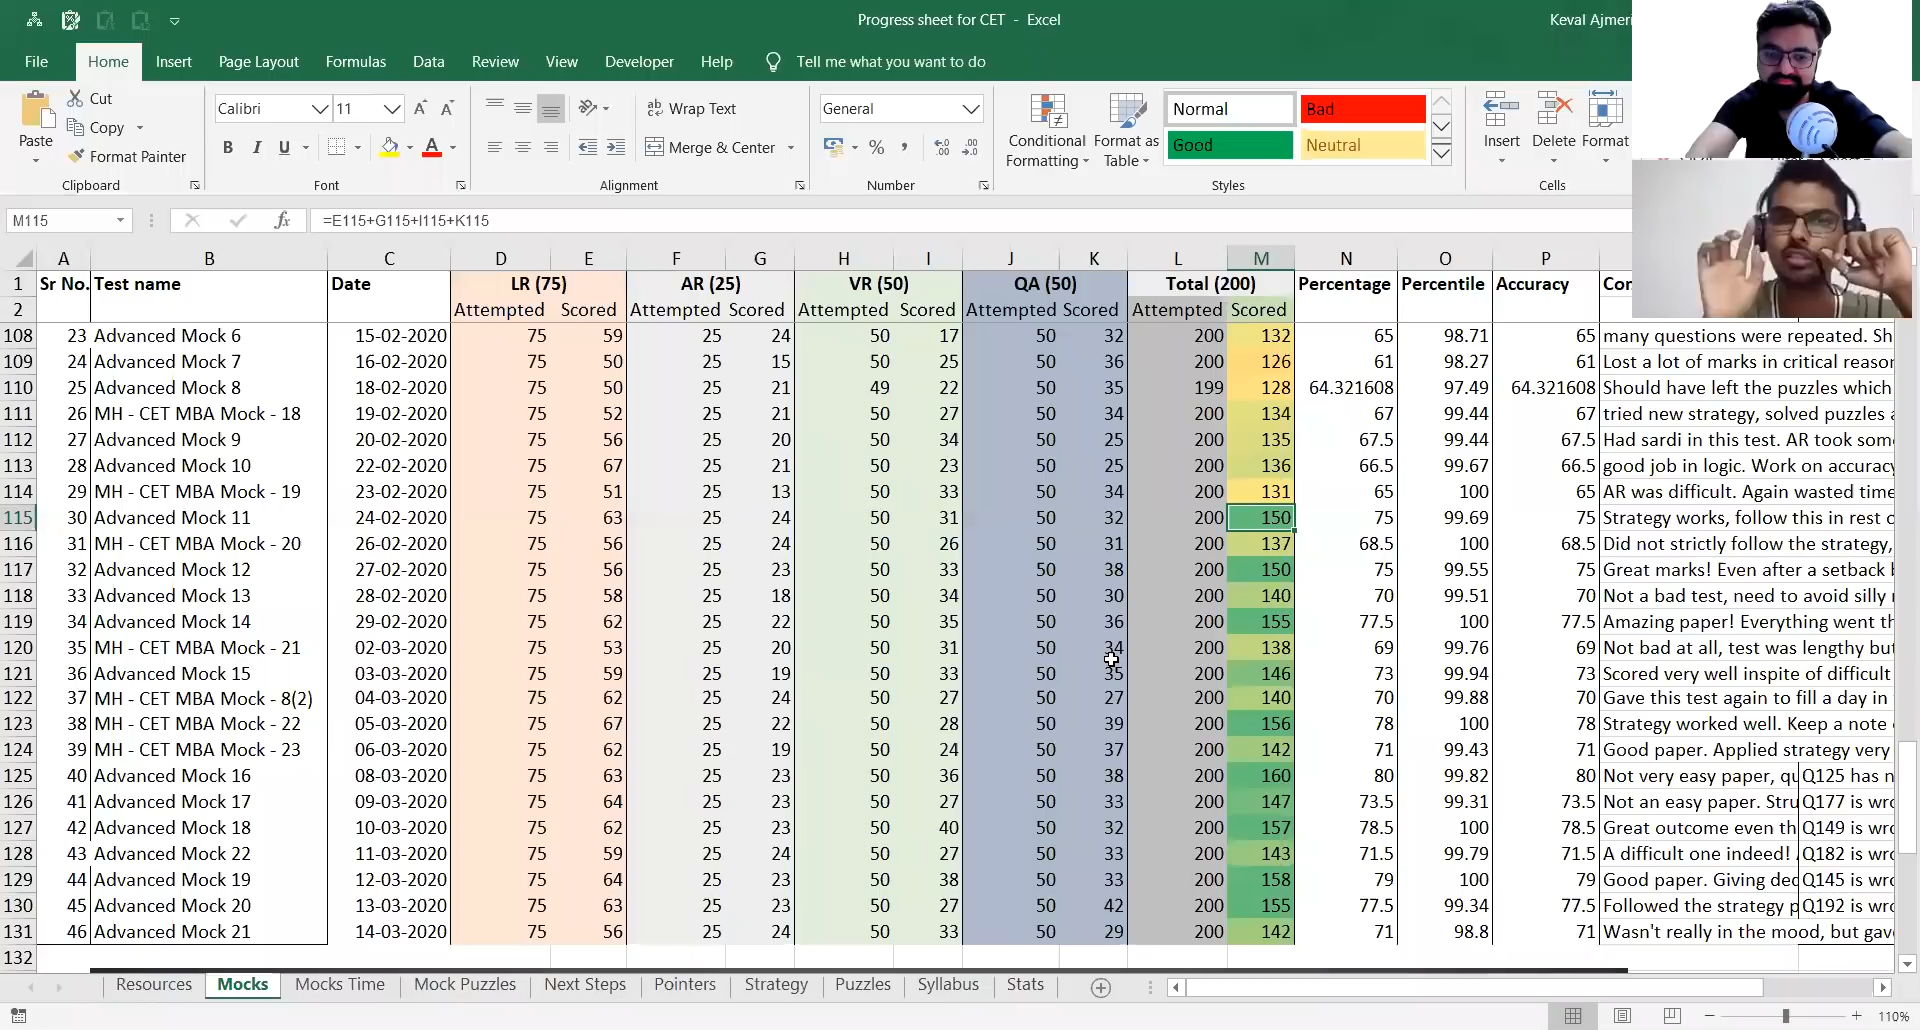 Progress sheet for CET - Excel
Keval Ajmeri
File Home Insert Page Layout Formulas Data Review View Developer Help Tell me what you want to do
Paste Cut Copy Format Painter Clipboard
Calibri 11 A A B I U A Font
ab Wrap Text Merge & Center Alignment
General % , Number
Conditional Formatting Format as Table Normal Bad Good Neutral Styles
Insert Delete Format Cells
M115 fx =E115+G115+I115+K115
A B C D E F G H I J K L M N O P
1 Sr No. Test name Date LR (75) AR (25) VR (50) QA (50) Total (200) Percentage Percentile Accuracy
2 Attempted Scored Attempted Scored Attempted Scored Attempted Scored Attempted Scored
108 23 Advanced Mock 6 15-02-2020 75 59 25 24 50 17 50 32 200 132 65 98.71 65 many questions were repeated. Sh
109 24 Advanced Mock 7 16-02-2020 75 50 25 15 50 25 50 36 200 126 61 98.27 61 Lost a lot of marks in critical reason
110 25 Advanced Mock 8 18-02-2020 75 50 25 21 49 22 50 35 199 128 64.321608 97.49 64.321608 Should have left the puzzles which
111 26 MH - CET MBA Mock - 18 19-02-2020 75 52 25 21 50 27 50 34 200 134 67 99.44 67 tried new strategy, solved puzzles a
112 27 Advanced Mock 9 20-02-2020 75 56 25 20 50 34 50 25 200 135 67.5 99.44 67.5 Had sardi in this test. AR took some
113 28 Advanced Mock 10 22-02-2020 75 67 25 21 50 23 50 25 200 136 66.5 99.67 66.5 good job in logic. Work on accuracy
114 29 MH - CET MBA Mock - 19 23-02-2020 75 51 25 13 50 33 50 34 200 131 65 100 65 AR was difficult. Again wasted time
115 30 Advanced Mock 11 24-02-2020 75 63 25 24 50 31 50 32 200 150 75 99.69 75 Strategy works, follow this in rest o
116 31 MH - CET MBA Mock - 20 26-02-2020 75 56 25 24 50 26 50 31 200 137 68.5 100 68.5 Did not strictly follow the strategy,
117 32 Advanced Mock 12 27-02-2020 75 56 25 23 50 33 50 38 200 150 75 99.55 75 Great marks! Even after a setback b
118 33 Advanced Mock 13 28-02-2020 75 58 25 18 50 34 50 30 200 140 70 99.51 70 Not a bad test, need to avoid silly
119 34 Advanced Mock 14 29-02-2020 75 62 25 22 50 35 50 36 200 155 77.5 100 77.5 Amazing paper! Everything went th
120 35 MH - CET MBA Mock - 21 02-03-2020 75 53 25 20 50 31 50 34 200 138 69 99.76 69 Not bad at all, test was lengthy but
121 36 Advanced Mock 15 03-03-2020 75 59 25 19 50 33 50 35 200 146 73 99.94 73 Scored very well inspite of difficult
122 37 MH - CET MBA Mock - 8(2) 04-03-2020 75 62 25 24 50 27 50 27 200 140 70 99.88 70 Gave this test again to fill a day in
123 38 MH - CET MBA Mock - 22 05-03-2020 75 67 25 22 50 28 50 39 200 156 78 100 78 Strategy worked well. Keep a note
124 39 MH - CET MBA Mock - 23 06-03-2020 75 62 25 19 50 24 50 37 200 142 71 99.43 71 Good paper. Applied strategy very
125 40 Advanced Mock 16 08-03-2020 75 63 25 23 50 36 50 38 200 160 80 99.82 80 Not very easy paper, qu Q125 has n
126 41 Advanced Mock 17 09-03-2020 75 64 25 23 50 27 50 33 200 147 73.5 99.31 73.5 Not an easy paper. Stru Q177 is wro
127 42 Advanced Mock 18 10-03-2020 75 62 25 23 50 40 50 32 200 157 78.5 100 78.5 Great outcome even th Q149 is wro
128 43 Advanced Mock 22 11-03-2020 75 59 25 24 50 27 50 33 200 143 71.5 99.79 71.5 A difficult one indeed! Q182 is wro
129 44 Advanced Mock 19 12-03-2020 75 64 25 23 50 38 50 33 200 158 79 100 79 Good paper. Giving dec Q145 is wro
130 45 Advanced Mock 20 13-03-2020 75 63 25 23 50 27 50 42 200 155 77.5 99.34 77.5 Followed the strategy p Q192 is wro
131 46 Advanced Mock 21 14-03-2020 75 56 25 24 50 33 50 29 200 142 71 98.8 71 Wasn't really in the mood, but gave
132
Resources Mocks Mocks Time Mock Puzzles Next Steps Pointers Strategy Puzzles Syllabus Stats
110%